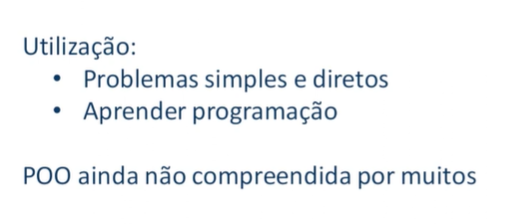 Utilização:
• Problemas simples e diretos
• Aprender programação
POO ainda não compreendida por muitos